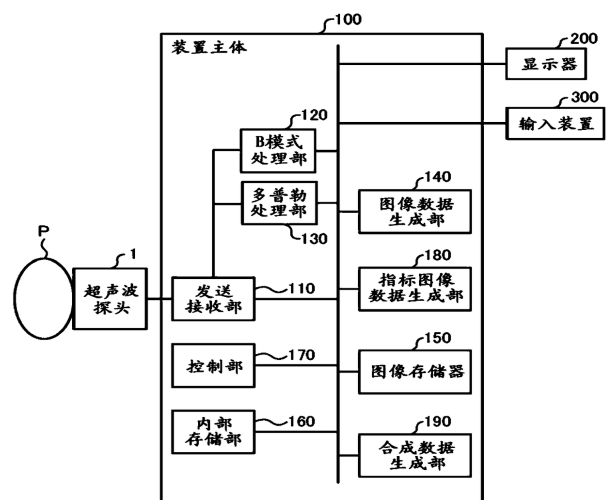 100
装置主体
200
显示器
300
输入装置
120
B模式
处理部
多普勒
处理部
130
140
图像数据
生成部
P
1
超声波
探头
发送
接收部
110
180
指标图像
数据生成部
控制部
170
150
图像存储器
内部
存储部
160
190
合成数据
生成部